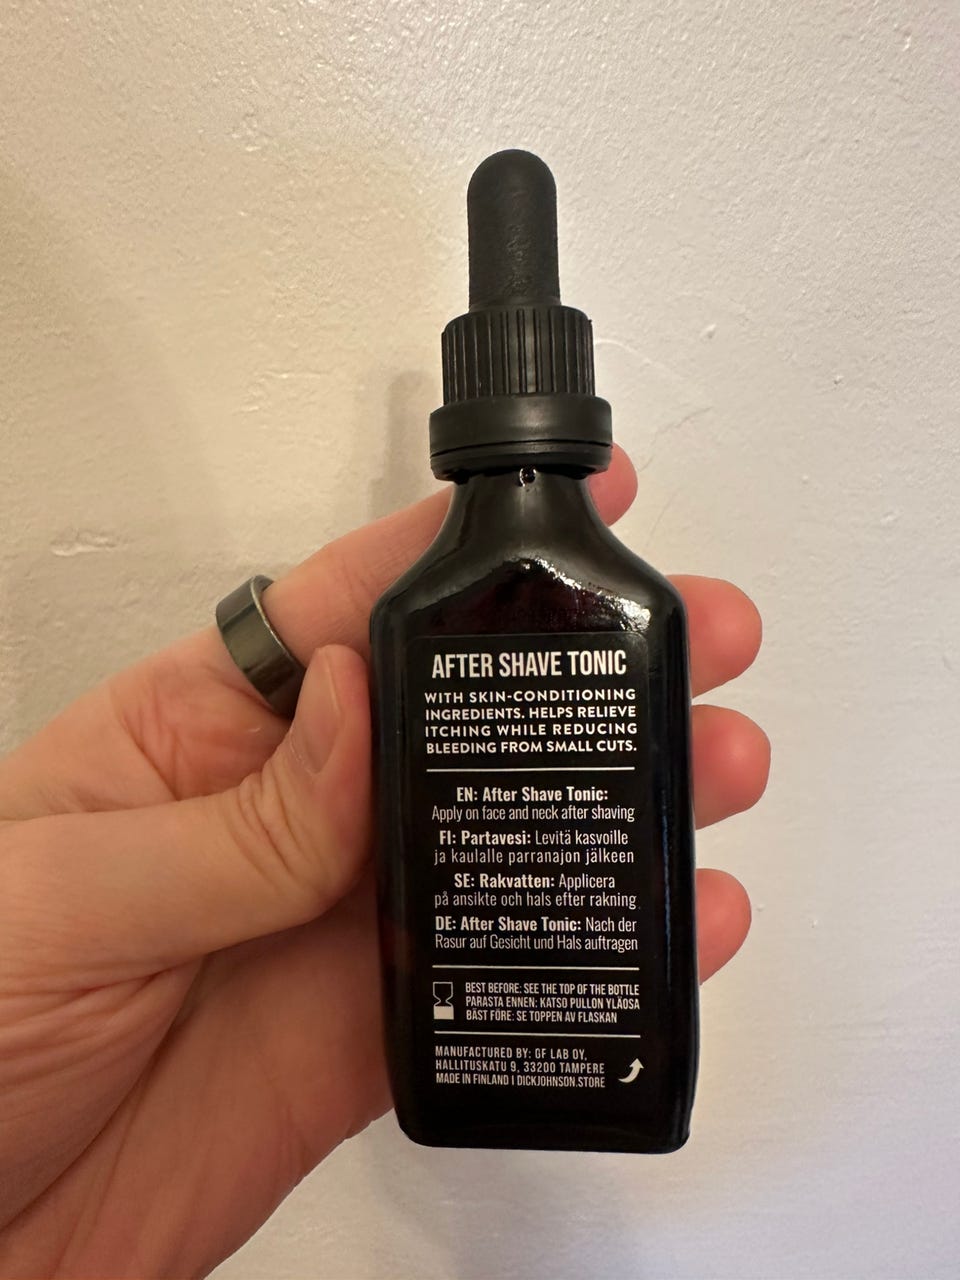 AFTER SHAVE TONIC
WITH SKIN-CONDITIONING
INGREDIENTS. HELPS RELIEVE
ITCHING WHILE REDUCING
BLEEDING FROM SMALL CUTS.
EN: After Shave Tonic:
Apply on face and neck after shaving
FI: Partavesi: Levitä kasvoille
ja kaulalle parranajon jälkeen
SE: Rakvatten: Applicera
på ansikte och hals efter rakning
DE: After Shave Tonic: Nach der
Rasur auf Gesicht und Hals auftragen
BEST BEFORE: SEE THE TOP OF THE BOTTLE
PARASTA ENNEN: KATSO PULLON YLÄOSA
BÄST FÖRE: SE TOPPEN AV FLASKAN
MANUFACTURED BY: GF LAB OY,
HALLITUSKATU 9, 33200 TAMPERE
MADE IN FINLAND | DICKJOHNSON.STORE